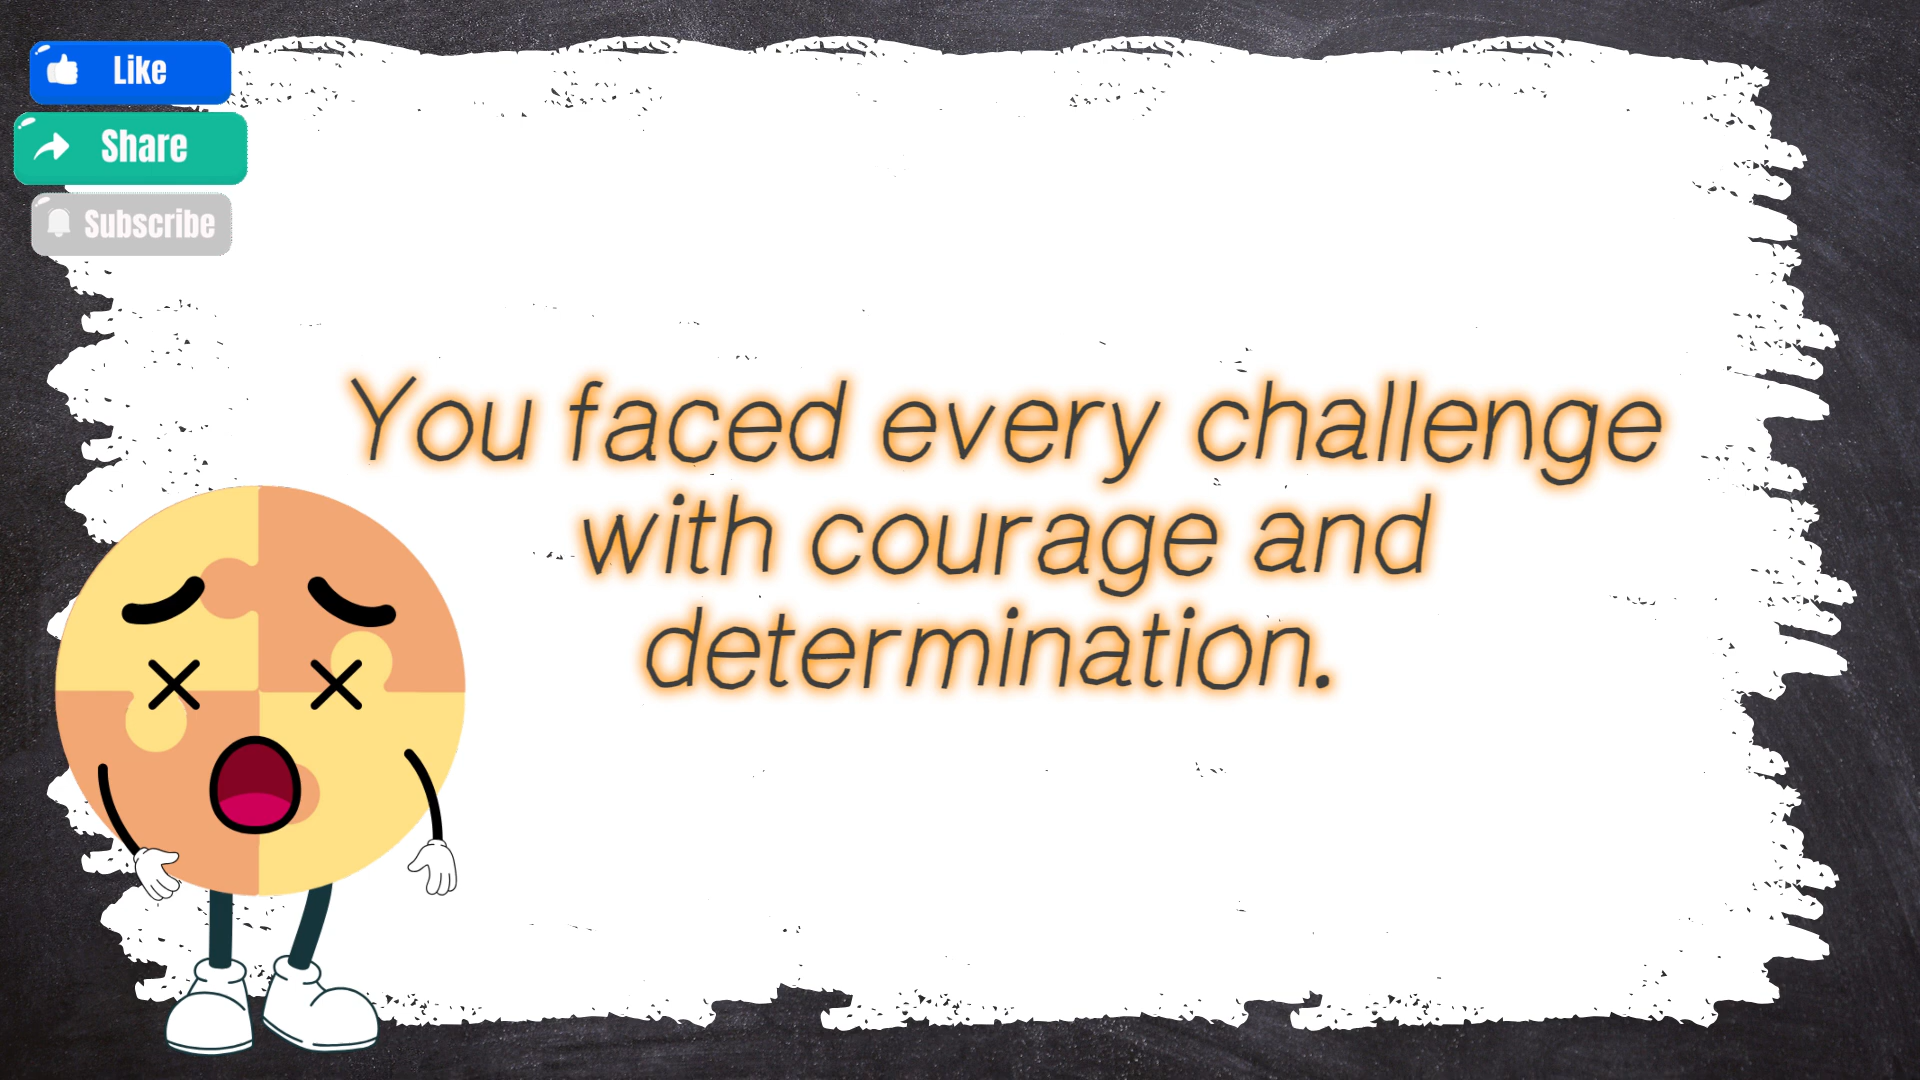 Like
Share
Subscribe
You faced every challenge
with courage and
determination.